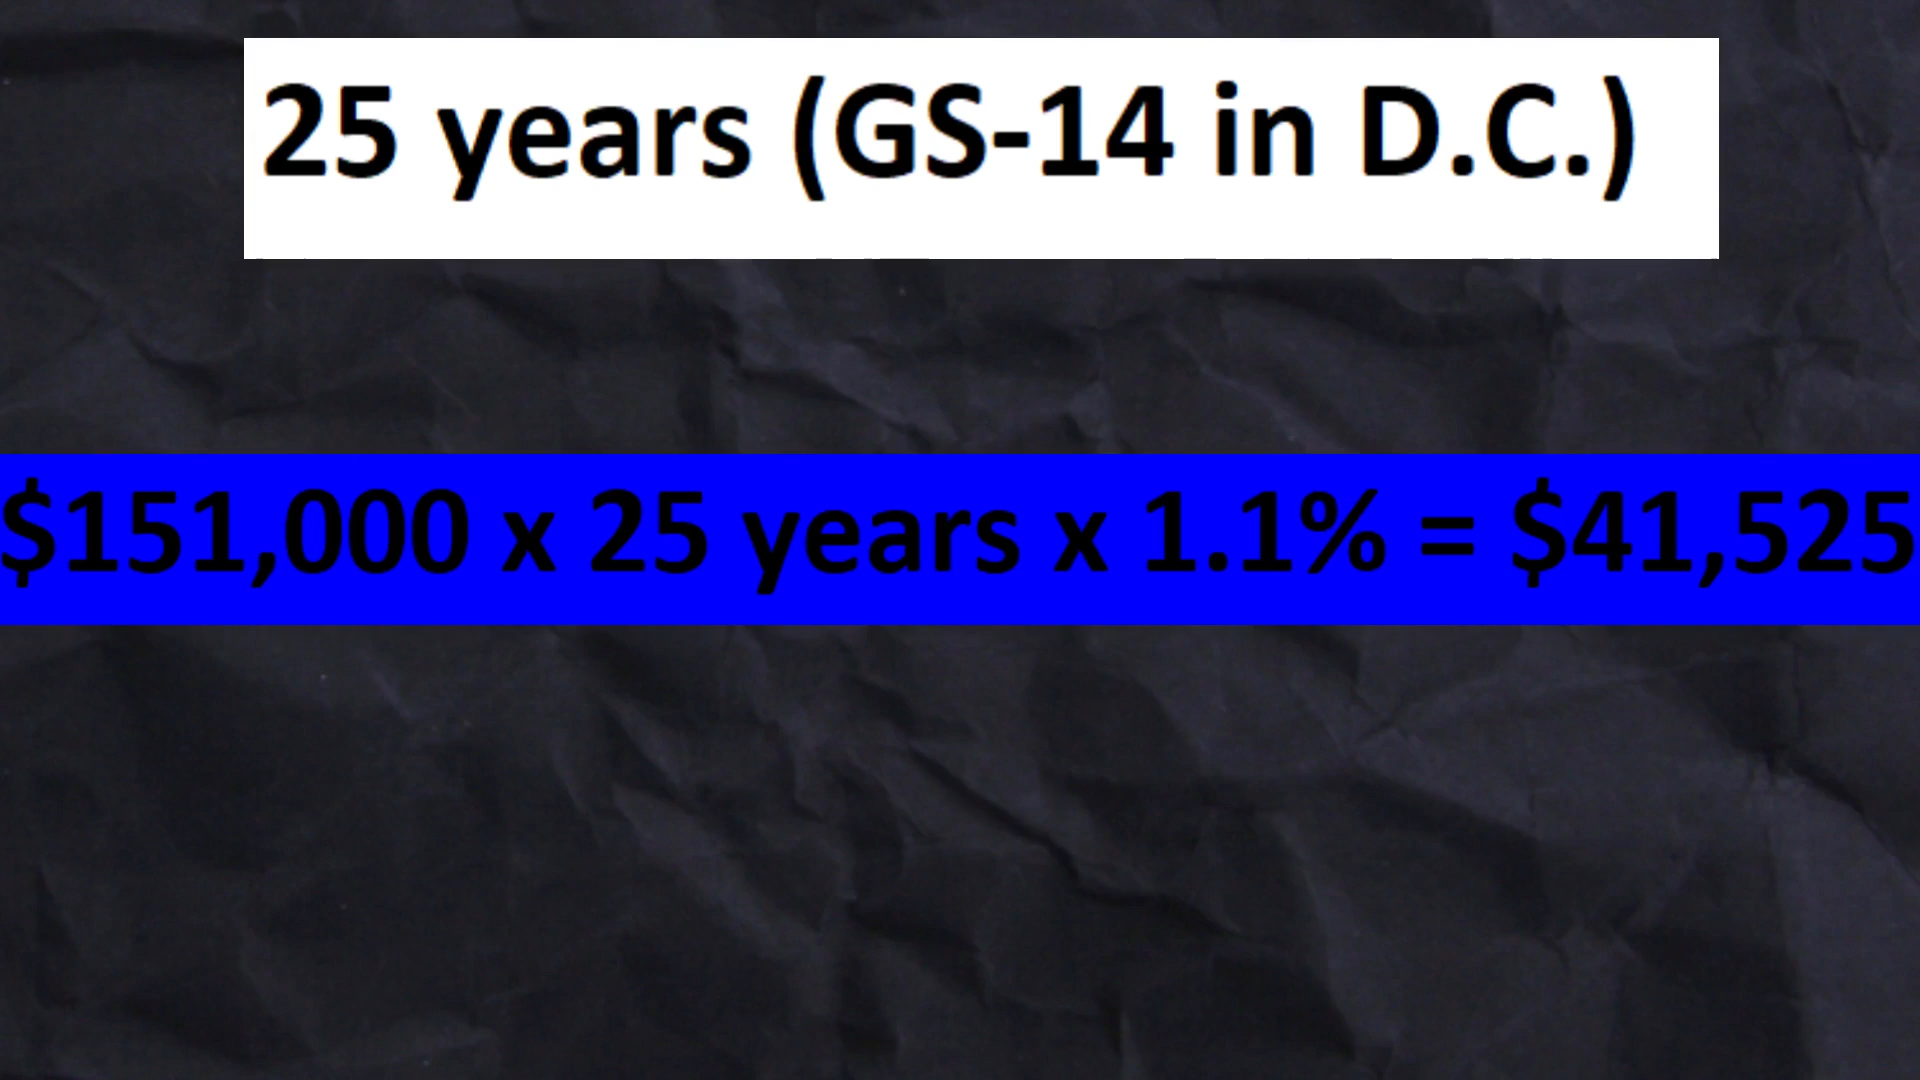 25 years (GS-14 in D.C.)
$151,000 x 25 years x 1.1% = $41,525